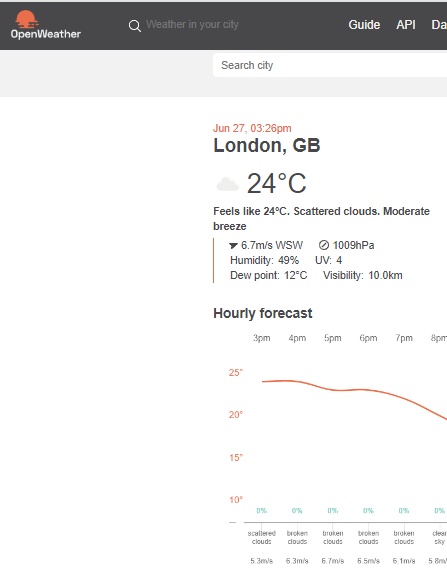 OpenWeather
Weather in your city
Guide API Da
Search city
Jun 27, 03:26pm
London, GB
24°C
Feels like 24°C. Scattered clouds. Moderate
breeze
6.7m/s WSW 1009hPa
Humidity: 49% UV: 4
Dew point: 12°C Visibility: 10.0km
Hourly forecast
3pm 4pm 5pm 6pm 7pm 8pm
25°
20°
15°
10°
0% 0% 0% 0% 0% 0%
scattered broken broken broken broken clear
clouds clouds clouds clouds clouds sky
5.3m/s 6.3m/s 6.7m/s 6.5m/s 6.1m/s 5.8m/